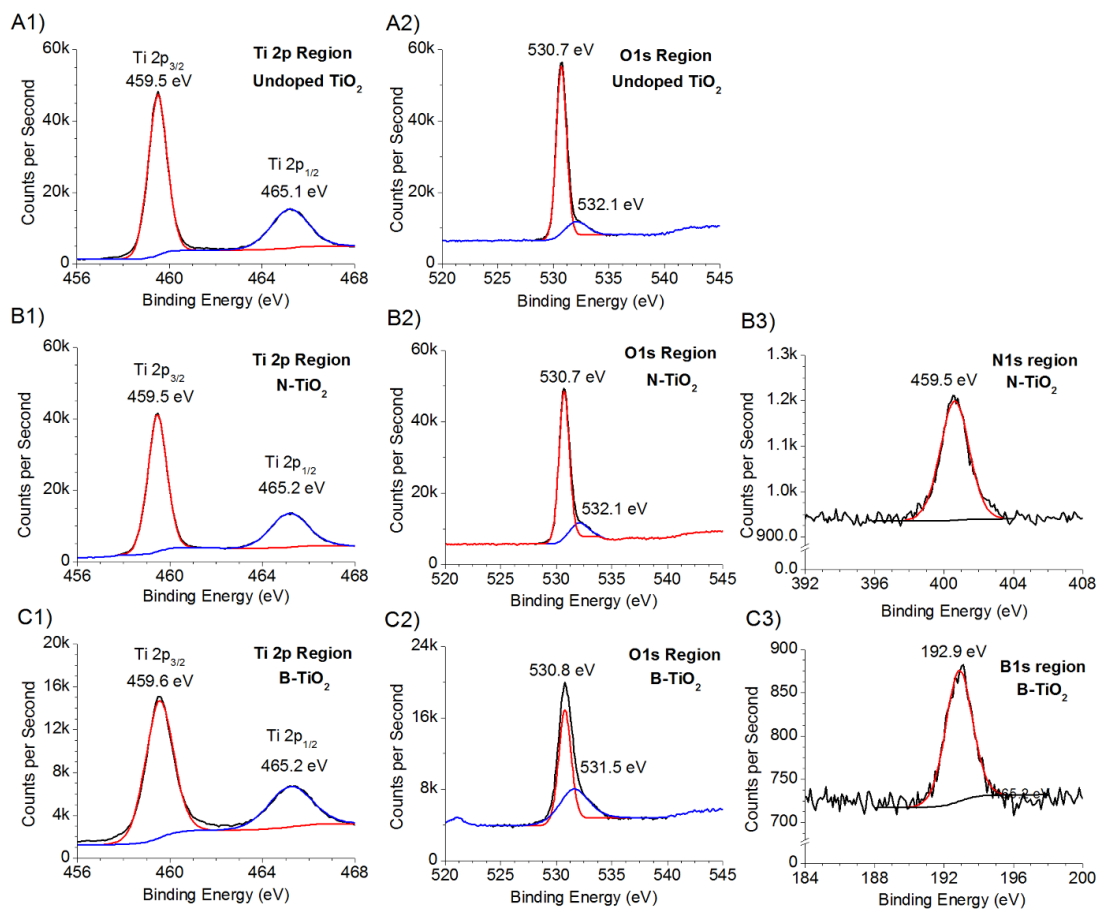 A1)
60k
40k
20k
0
Counts per Second
Ti 2p3/2
459.5 eV
Ti 2p Region
Undoped TiO2
Ti 2p1/2
465.1 eV
456 460 464 468
Binding Energy (eV)
A2)
60k
40k
20k
0
Counts per Second
530.7 eV
O1s Region
Undoped TiO2
532.1 eV
520 525 530 535 540 545
Binding Energy (eV)
B1)
60k
40k
20k
0
Counts per Second
Ti 2p3/2
459.5 eV
Ti 2p Region
N-TiO2
Ti 2p1/2
465.2 eV
456 460 464 468
Binding Energy (eV)
B2)
60k
40k
20k
0
Counts per Second
530.7 eV
O1s Region
N-TiO2
532.1 eV
520 525 530 535 540 545
Binding Energy (eV)
B3)
1.3k
1.2k
1.0k
900.0
0.0
Counts per Second
459.5 eV
N1s region
N-TiO2
392 396 400 404 408
Binding Energy (eV)
C1)
20k
16k
12k
8k
4k
0
Counts per Second
Ti 2p3/2
459.6 eV
Ti 2p Region
B-TiO2
Ti 2p1/2
465.2 eV
456 460 464 468
Binding Energy (eV)
C2)
24k
16k
8k
0
Counts per Second
530.8 eV
O1s Region
B-TiO2
531.5 eV
520 525 530 535 540 545
Binding Energy (eV)
C3)
900
850
800
750
700
0
Counts per Second
192.9 eV
B1s region
B-TiO2
184 188 192 196 200
Binding Energy (eV)